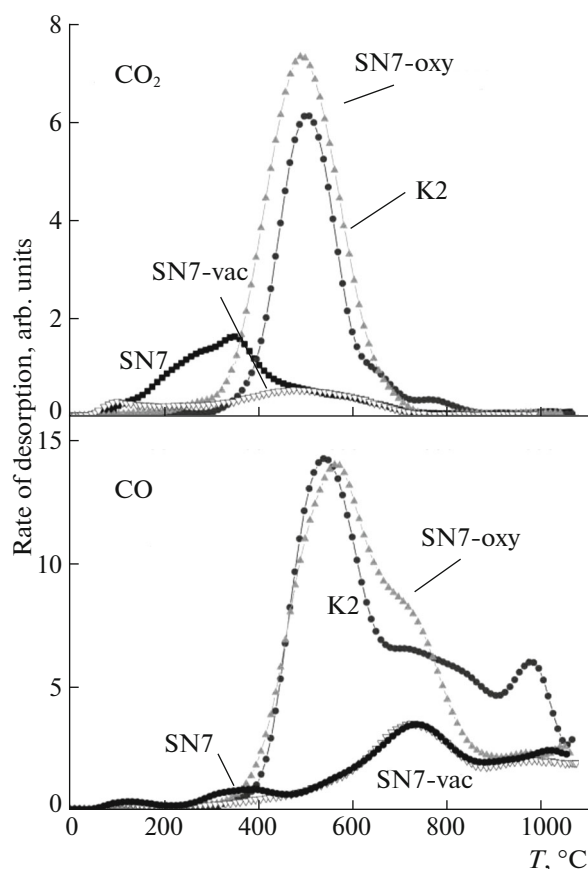 8
CO₂
SN7-oxy
6
K2
4
SN7-vac
2
SN7
0
Rate of desorption, arb. units
15
CO
SN7-oxy
10
K2
5
SN7
SN7-vac
0
0 200 400 600 800 1000
T, °C